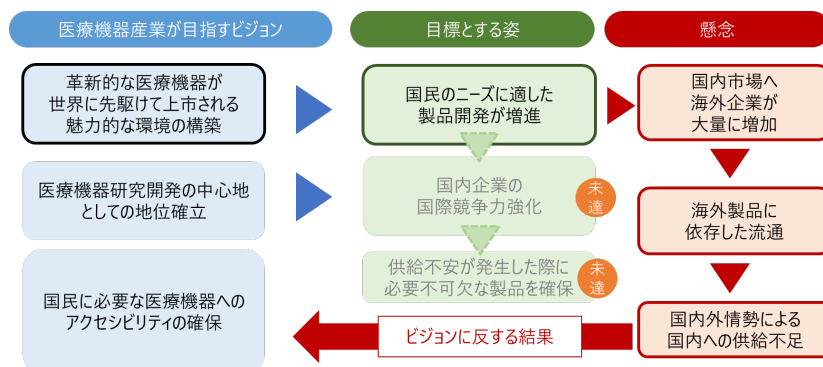 医療機器産業が目指すビジョン
目標とする姿
懸念
革新的な医療機器が
世界に先駆けて上市される
魅力的な環境の構築
国民のニーズに適した
製品開発が増進
国内市場へ
海外企業が
大量に増加
医療機器研究開発の中心地
としての地位確立
国内企業の
国際競争力強化
未
達
海外製品に
依存した流通
国民に必要な医療機器への
アクセシビリティの確保
供給不安が発生した際に
必要不可欠な製品を確保
未
達
ビジョンに反する結果
国内外情勢による
国内への供給不足